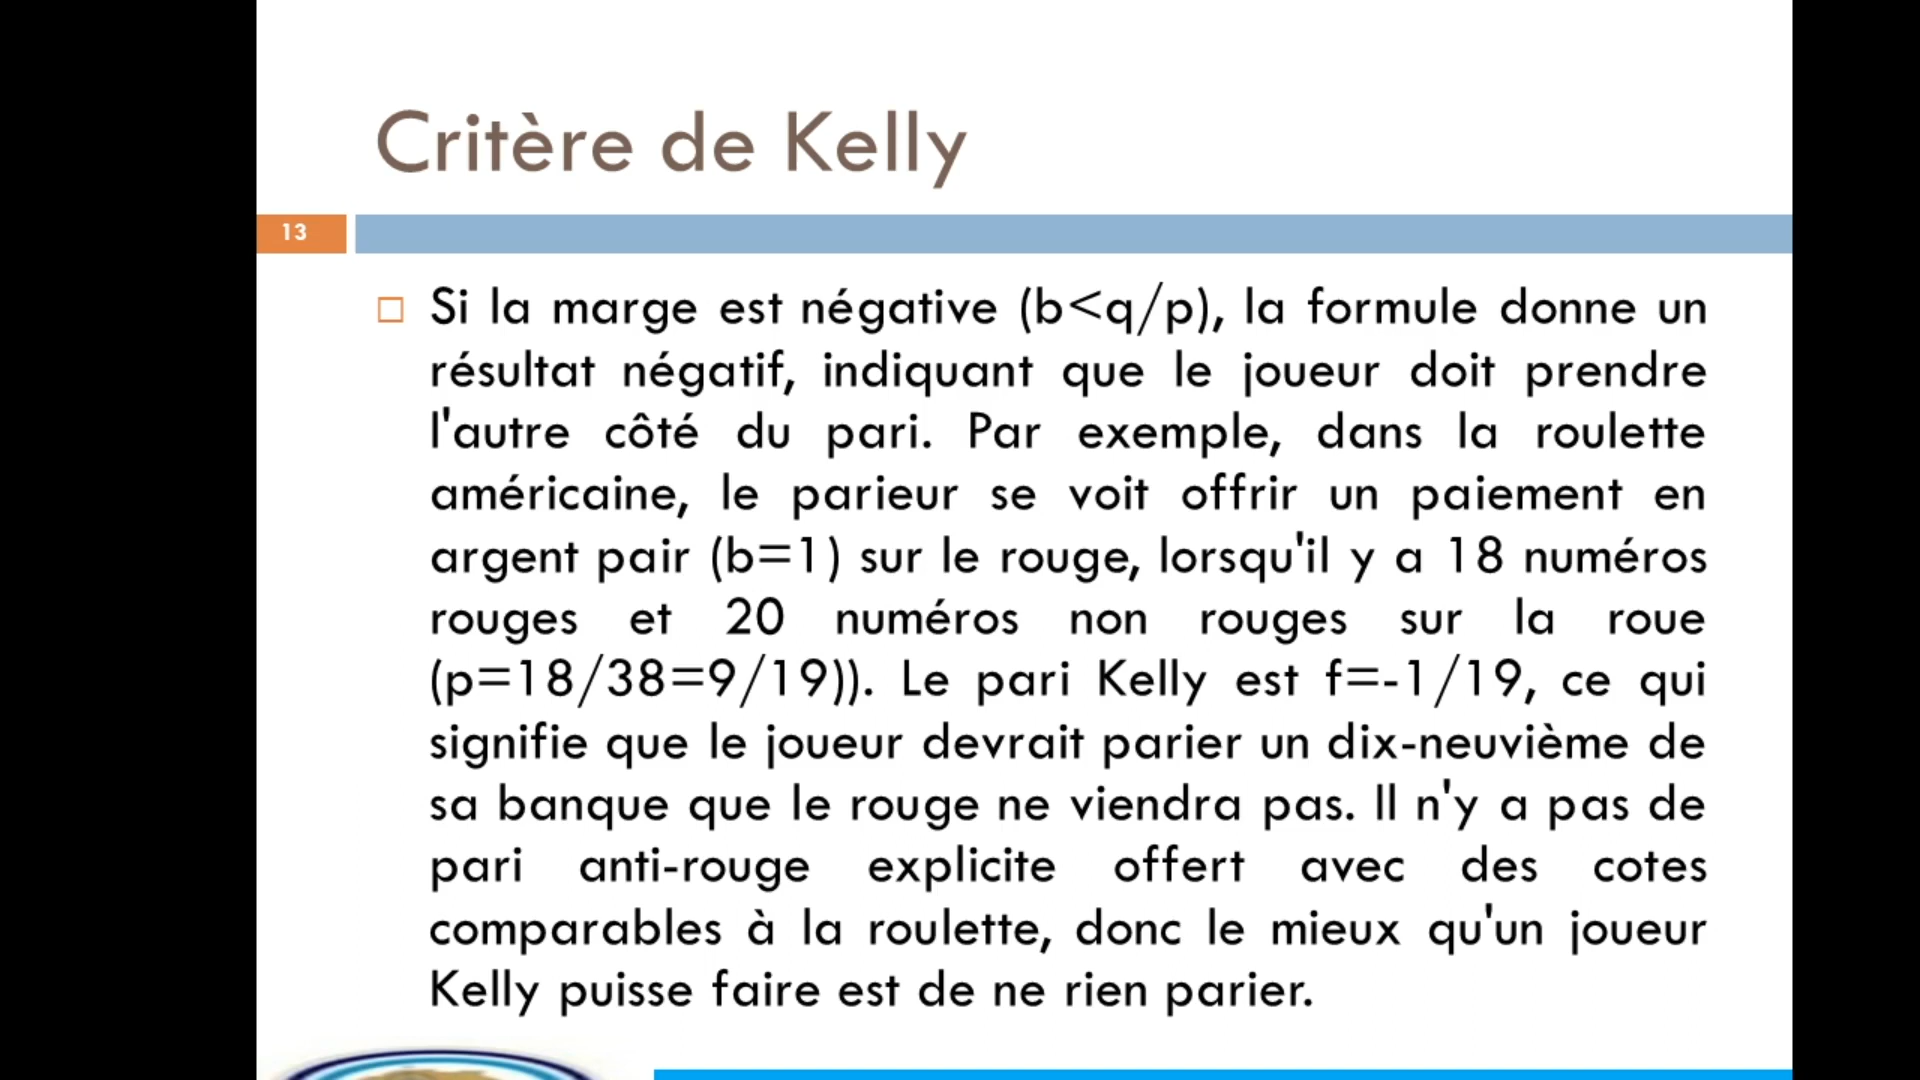 Critère de Kelly
13
Si la marge est négative (b<q/p), la formule donne un
résultat négatif, indiquant que le joueur doit prendre
l'autre côté du pari. Par exemple, dans la roulette
américaine, le parieur se voit offrir un paiement en
argent pair (b=1) sur le rouge, lorsqu'il y a 18 numéros
rouges et 20 numéros non rouges sur la roue
(p=18/38=9/19)). Le pari Kelly est f=-1/19, ce qui
signifie que le joueur devrait parier un dix-neuvième de
sa banque que le rouge ne viendra pas. Il n'y a pas de
pari anti-rouge explicite offert avec des cotes
comparables à la roulette, donc le mieux qu'un joueur
Kelly puisse faire est de ne rien parier.